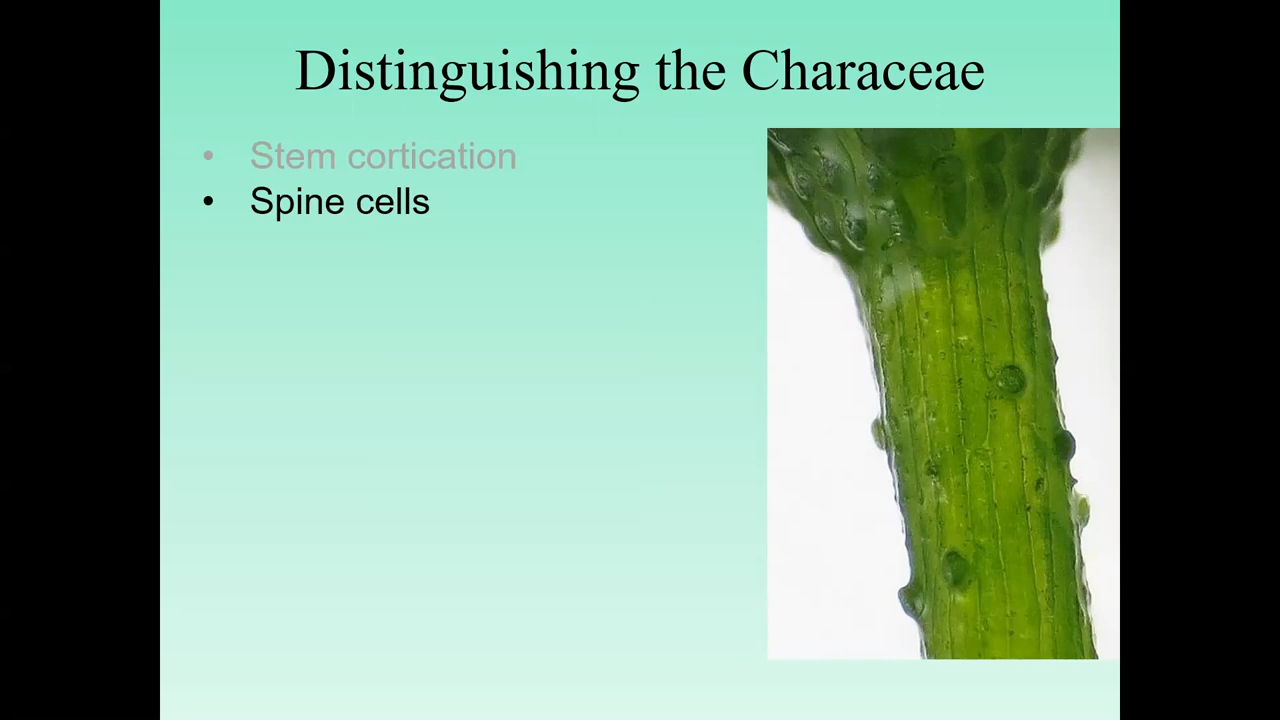 Distinguishing the Characeae
• Stem cortication
• Spine cells